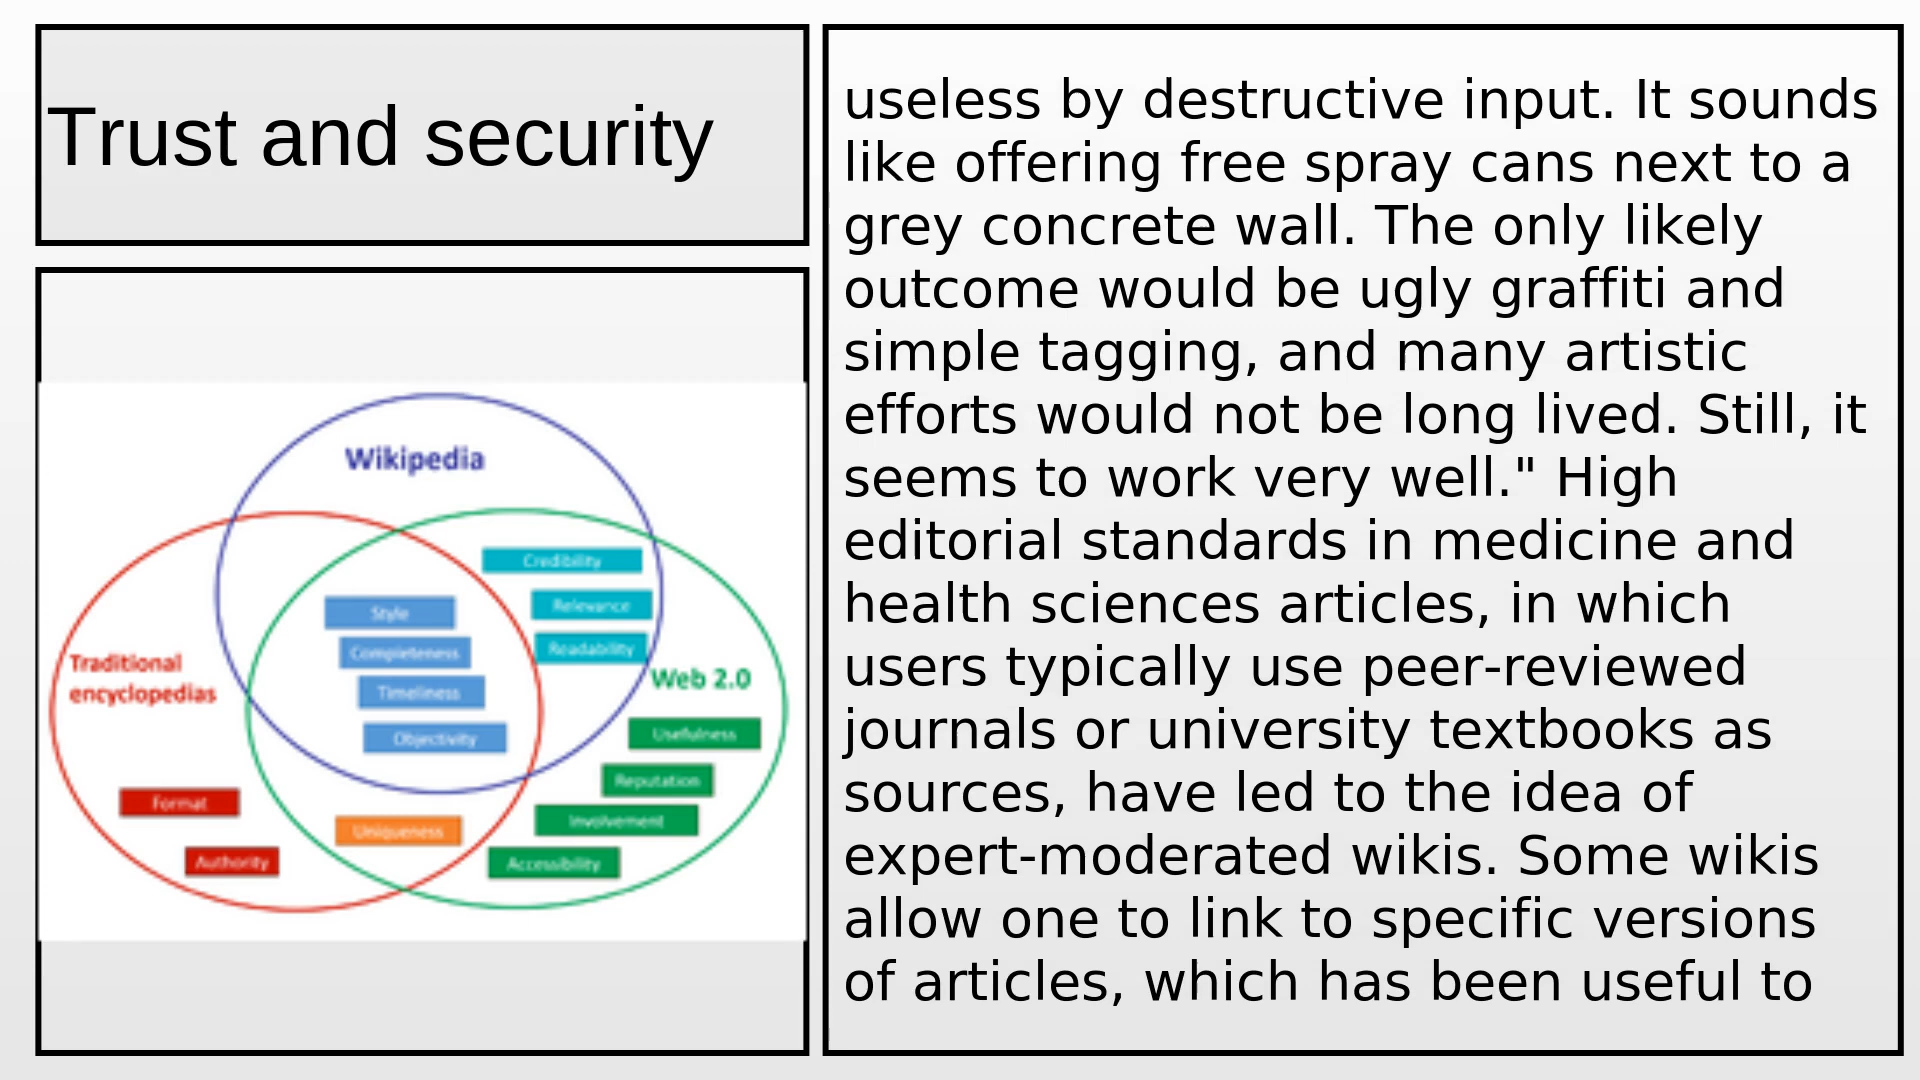 Trust and security
Wikipedia
Credibility
Style
Relevance
Completeness
Readability
Traditional
encyclopedias
Web 2.0
Timeliness
Objectivity
Usefulness
Reputation
Format
Involvement
Uniqueness
Authority
Accessibility
useless by destructive input. It sounds
like offering free spray cans next to a
grey concrete wall. The only likely
outcome would be ugly graffiti and
simple tagging, and many artistic
efforts would not be long lived. Still, it
seems to work very well." High
editorial standards in medicine and
health sciences articles, in which
users typically use peer-reviewed
journals or university textbooks as
sources, have led to the idea of
expert-moderated wikis. Some wikis
allow one to link to specific versions
of articles, which has been useful to